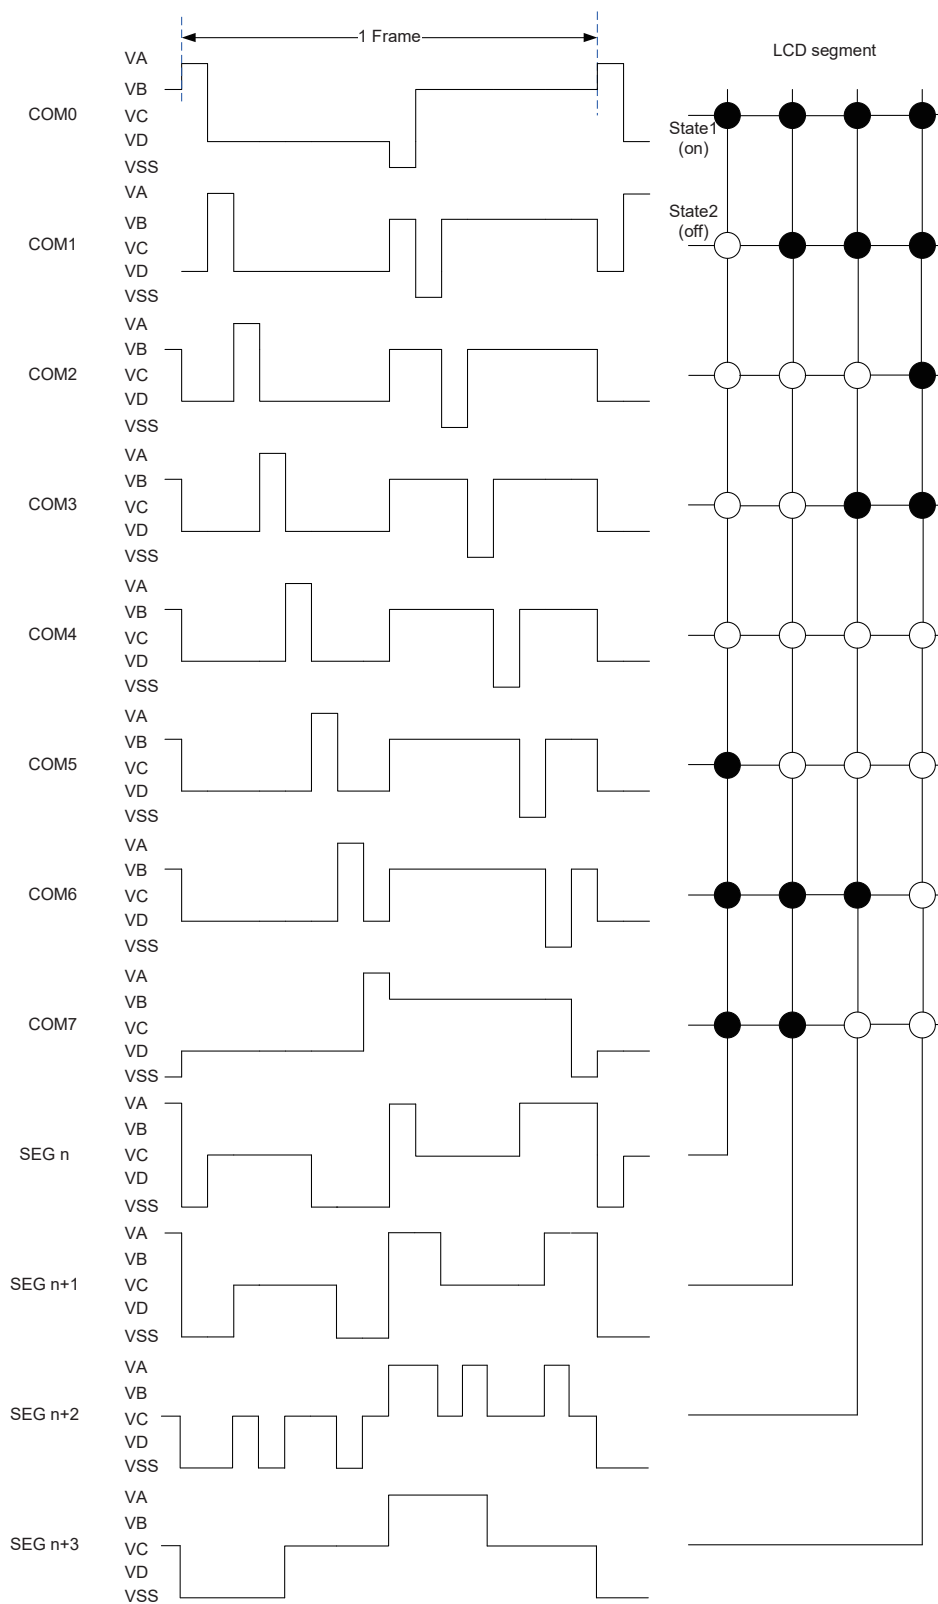 1 Frame
LCD segment
VA
VB
COM0
VC
VD
VSS
State1
(on)
VA
VB
COM1
VC
VD
VSS
State2
(off)
VA
VB
COM2
VC
VD
VSS
VA
VB
COM3
VC
VD
VSS
VA
VB
COM4
VC
VD
VSS
VA
VB
COM5
VC
VD
VSS
VA
VB
COM6
VC
VD
VSS
VA
VB
COM7
VC
VD
VSS
VA
VB
SEG n
VC
VD
VSS
VA
VB
SEG n+1
VC
VD
VSS
VA
VB
SEG n+2
VC
VD
VSS
VA
VB
SEG n+3
VC
VD
VSS